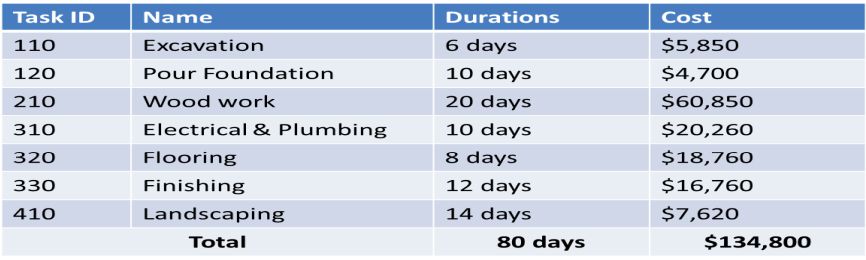 Task ID Name Durations Cost
110 Excavation 6 days $5,850
120 Pour Foundation 10 days $4,700
210 Wood work 20 days $60,850
310 Electrical & Plumbing 10 days $20,260
320 Flooring 8 days $18,760
330 Finishing 12 days $16,760
410 Landscaping 14 days $7,620
Total 80 days $134,800